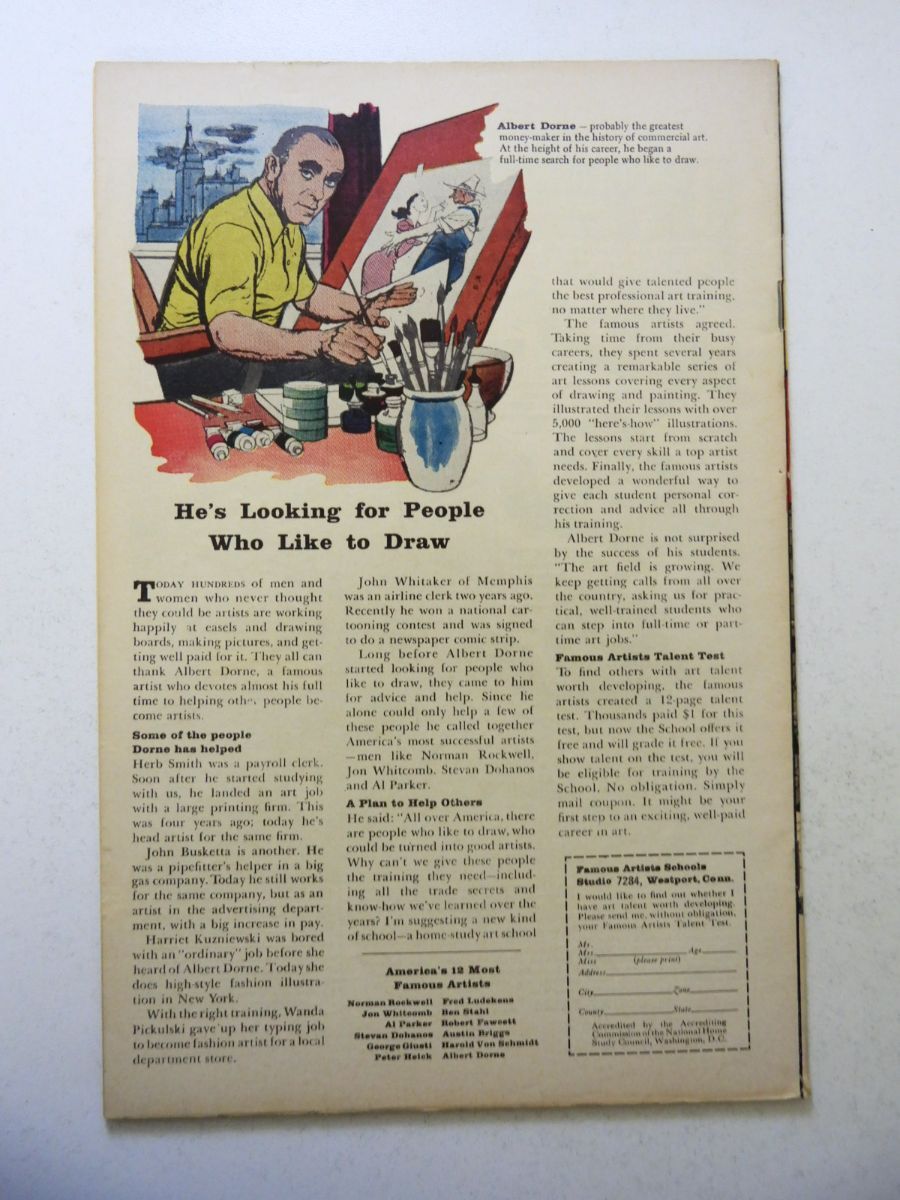 Albert Dorne — probably the greatest
money-maker in the history of commercial art.
At the height of his career, he began a
full-time search for people who like to draw.
He's Looking for People
Who Like to Draw
TODAY HUNDREDS of men and
women who never thought
they could be artists are working
happily at easels and drawing
boards, making pictures, and get-
ting well paid for it. They all can
thank Albert Dorne, a famous
artist who devotes almost his full
time to helping people be-
come artists.
Some of the people
Dorne has helped
Herb Smith was a payroll clerk.
Soon after he started studying
with us, he landed an art job
with a large printing firm. This
was four years ago; today he's
head artist for the same firm.
John Busketta is another. He
was a pipefitter's helper in a big
gas company. Today he still works
for the same company, but as an
artist in the advertising depart-
ment, with a big increase in pay.
Harriet Kuzniewski was bored
with an "ordinary" job before she
heard of Albert Dorne. Today she
does high-style fashion illustra-
tion in New York.
With the right training, Wanda
Pickulski gave up her typing job
to become fashion artist for a local
department store.
John Whitaker of Memphis
was an airline clerk two years ago.
Recently he won a national car-
tooning contest and was signed
to do a newspaper comic strip.
Long before Albert Dorne
started looking for people who
like to draw, they came to him
for advice and help. Since he
alone could only help a few of
these people he called together
America's most successful artists
—men like Norman Rockwell,
Jon Whitcomb, Stevan Dohanos
and Al Parker.
A Plan to Help Others
He said: "All over America, there
are people who like to draw, who
could be turned into good artists.
Why can't we give these people
the training they need—includ-
ing all the trade secrets and
know-how we've learned over the
years? I'm suggesting a new kind
of school—a home-study art school
that would give talented people
the best professional art training,
no matter where they live."
The famous artists agreed.
Taking time from their busy
careers, they spent several years
creating a remarkable series of
art lessons covering every aspect
of drawing and painting. They
illustrated their lessons with over
5,000 "here's-how" illustrations.
The lessons start from scratch
and cover every skill a top artist
needs. Finally, the famous artists
developed a wonderful way to
give each student personal cor-
rection and advice all through
his training.
Albert Dorne is not surprised
by the success of his students.
"The art field is growing. We
keep getting calls from all over
the country, asking us for prac-
tical, well-trained students who
can step into full-time or part-
time art jobs."
Famous Artists Talent Test
To find others with art talent
worth developing, the famous
artists created a 12-page talent
test. Thousands paid $1 for this
test, but now the School offers it
free and will grade it free. If you
show talent on the test, you will
be eligible for training by the
School. No obligation. Simply
mail coupon. It might be your
first step to an exciting, well-paid
career in art.
America's 12 Most
Famous Artists
Norman Rockwell Fred Ludekens
Jon Whitcomb Ben Stahl
Al Parker Robert Fawcett
Stevan Dohanos Austin Briggs
George Giusti Harold Von Schmidt
Peter Helck Albert Dorne
Famous Artists Schools
Studio 7284, Westport, Conn.
I would like to find out whether I
have art talent worth developing.
Please send me, without obligation,
your Famous Artists Talent Test.
Mr.
Mrs. Age
Miss (please print)
Address
City Zone
County State
Accredited by the Accrediting
Commission of the National Home
Study Council, Washington, D.C.